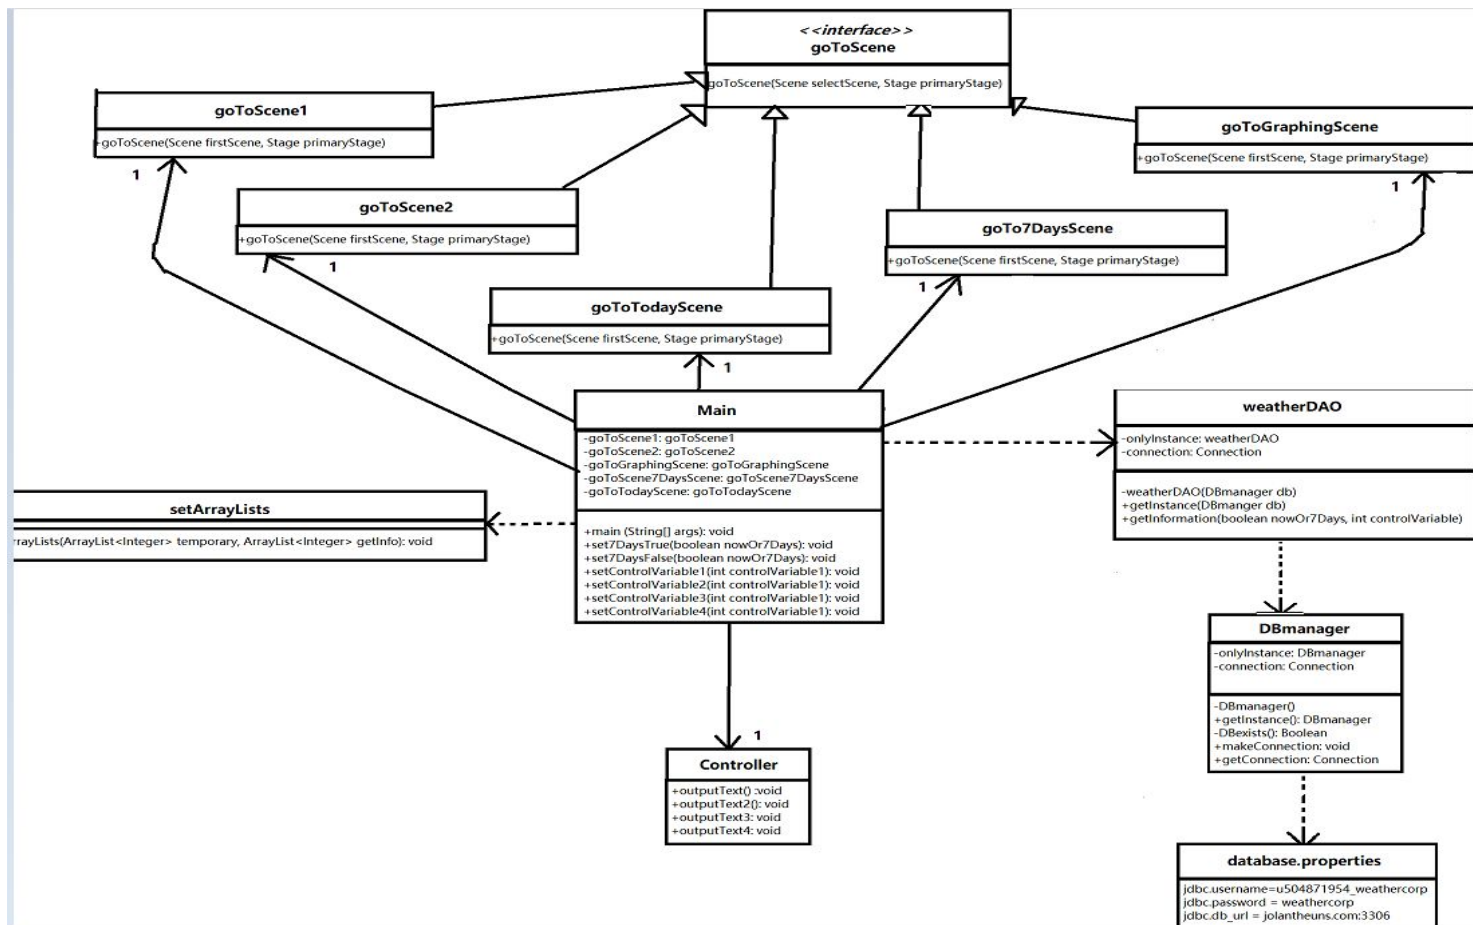 <<interface>>
goToScene
goToScene(Scene selectScene, Stage primaryStage)
goToScene1
+goToScene(Scene firstScene, Stage primaryStage)
1
goToGraphingScene
+goToScene(Scene firstScene, Stage primaryStage)
1
goToScene2
+goToScene(Scene firstScene, Stage primaryStage)
1
goTo7DaysScene
+goToScene(Scene firstScene, Stage primaryStage)
1
goToTodayScene
+goToScene(Scene firstScene, Stage primaryStage)
1
Main
-goToScene1: goToScene1
-goToScene2: goToScene2
-goToGraphingScene: goToGraphingScene
-goToScene7DaysScene: goToScene7DaysScene
-goToTodayScene: goToTodayScene
+main (String[] args): void
+set7DaysTrue(boolean nowOr7Days): void
+set7DaysFalse(boolean nowOr7Days): void
+setControlVariable1(int controlVariable1): void
+setControlVariable2(int controlVariable1): void
+setControlVariable3(int controlVariable1): void
+setControlVariable4(int controlVariable1): void
weatherDAO
-onlyInstance: weatherDAO
-connection: Connection
-weatherDAO(DBmanager db)
+getInstance(DBmanger db)
+getInformation(boolean nowOr7Days, int controlVariable)
setArrayLists
rrayLists(ArrayList<Integer> temporary, ArrayList<Integer> getInfo): void
DBmanager
-onlyInstance: DBmanager
-connection: Connection
-DBmanager()
+getInstance(): DBmanager
-DBexists(): Boolean
+makeConnection: void
+getConnection: Connection
1
Controller
+outputText() :void
+outputText2(): void
+outputText3: void
+outputText4: void
database.properties
jdbc.username=u504871954_weathercorp
jdbc.password = weathercorp
jdbc.db_url = jolantheuns.com:3306